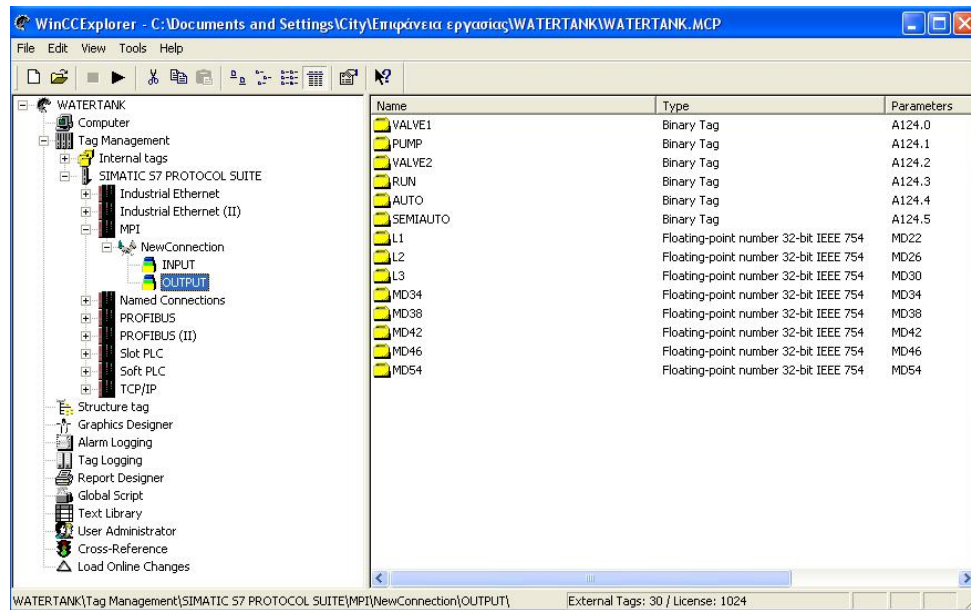 WinCCExplorer - C:\Documents and Settings\City\Επιφάνεια εργασίας\WATERTANK\WATERTANK.MCP
File Edit View Tools Help
WATERTANK
Computer
Tag Management
Internal tags
SIMATIC S7 PROTOCOL SUITE
Industrial Ethernet
Industrial Ethernet (II)
MPI
NewConnection
INPUT
OUTPUT
Named Connections
PROFIBUS
PROFIBUS (II)
Slot PLC
Soft PLC
TCP/IP
Structure tag
Graphics Designer
Alarm Logging
Tag Logging
Report Designer
Global Script
Text Library
User Administrator
Cross-Reference
Load Online Changes
Name Type Parameters
VALVE1 Binary Tag A124.0
PUMP Binary Tag A124.1
VALVE2 Binary Tag A124.2
RUN Binary Tag A124.3
AUTO Binary Tag A124.4
SEMIAUTO Binary Tag A124.5
L1 Floating-point number 32-bit IEEE 754 MD22
L2 Floating-point number 32-bit IEEE 754 MD26
L3 Floating-point number 32-bit IEEE 754 MD30
MD34 Floating-point number 32-bit IEEE 754 MD34
MD38 Floating-point number 32-bit IEEE 754 MD38
MD42 Floating-point number 32-bit IEEE 754 MD42
MD46 Floating-point number 32-bit IEEE 754 MD46
MD54 Floating-point number 32-bit IEEE 754 MD54
WATERTANK\Tag Management\SIMATIC S7 PROTOCOL SUITE\MPI\NewConnection\OUTPUT\ External Tags: 30 / License: 1024